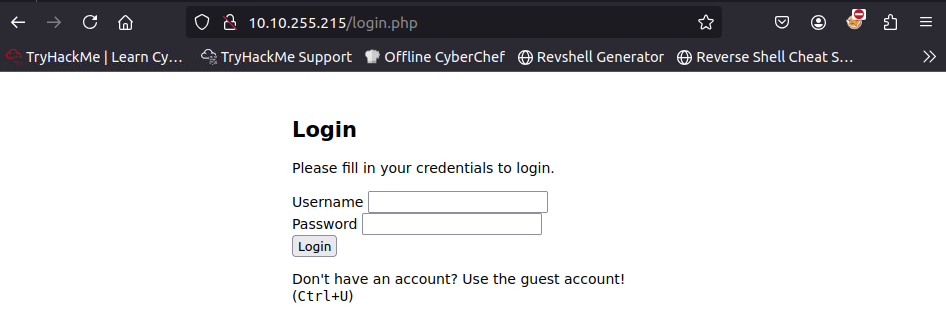 10.10.255.215/login.php
TryHackMe | Learn Cy… TryHackMe Support Offline CyberChef Revshell Generator Reverse Shell Cheat S…
Login
Please fill in your credentials to login.
Username
Password
Login
Don't have an account? Use the guest account!
(Ctrl+U)